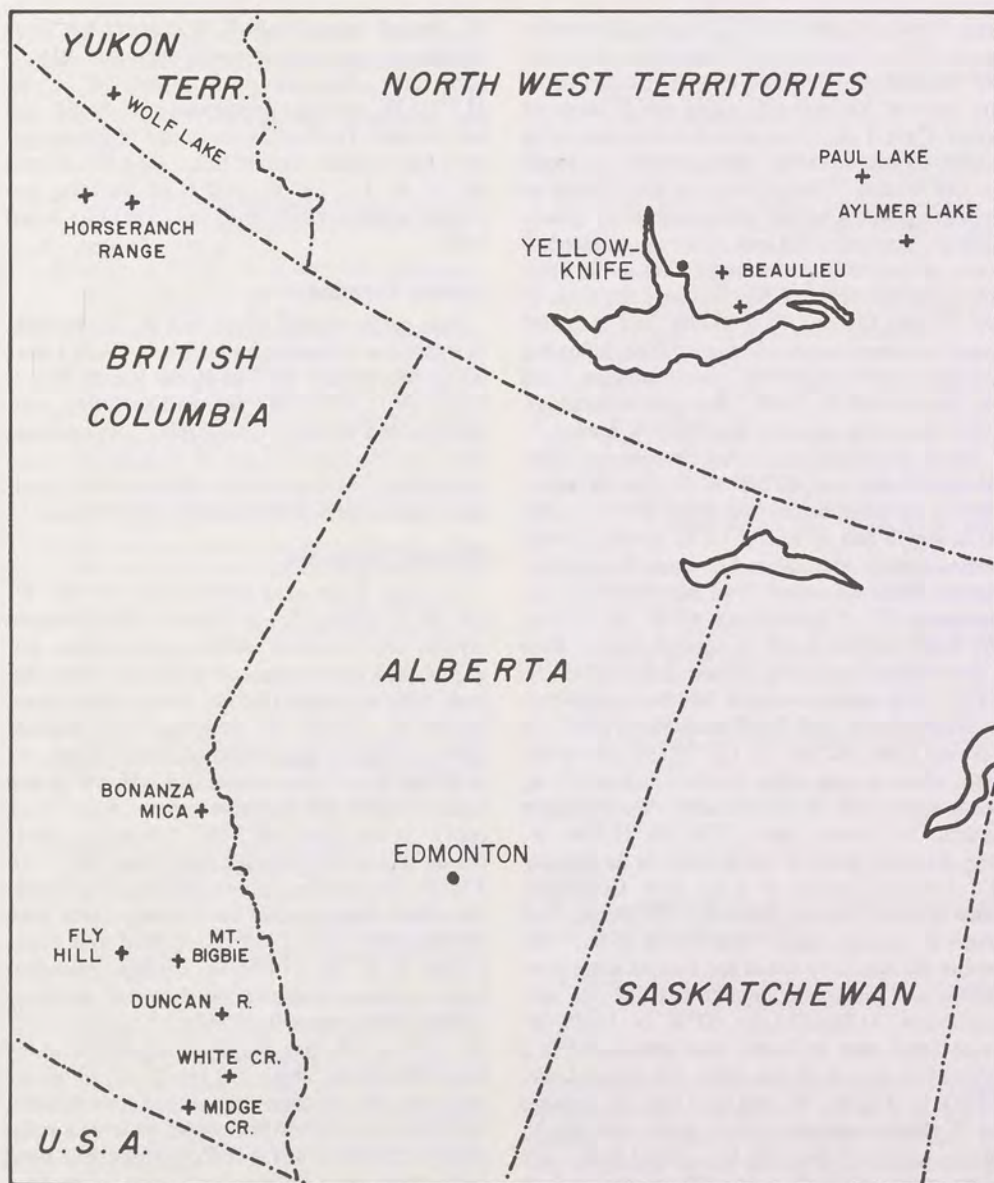 YUKON
TERR.
NORTH WEST TERRITORIES
WOLF LAKE
PAUL LAKE
AYLMER LAKE
HORSERANCH
RANGE
YELLOW-
KNIFE
BEAULIEU
BRITISH
COLUMBIA
ALBERTA
BONANZA
MICA
EDMONTON
FLY
HILL
MT.
BIGBIE
DUNCAN R.
SASKATCHEWAN
WHITE CR.
MIDGE
CR.
U.S.A.